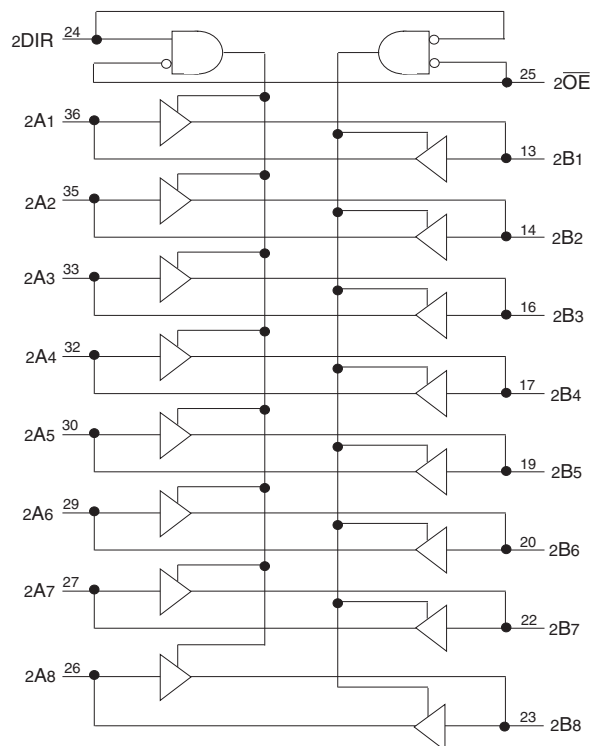 2DIR 24
25 2O̅E̅
2A1 36
13 2B1
2A2 35
14 2B2
2A3 33
16 2B3
2A4 32
17 2B4
2A5 30
19 2B5
2A6 29
20 2B6
2A7 27
22 2B7
2A8 26
23 2B8